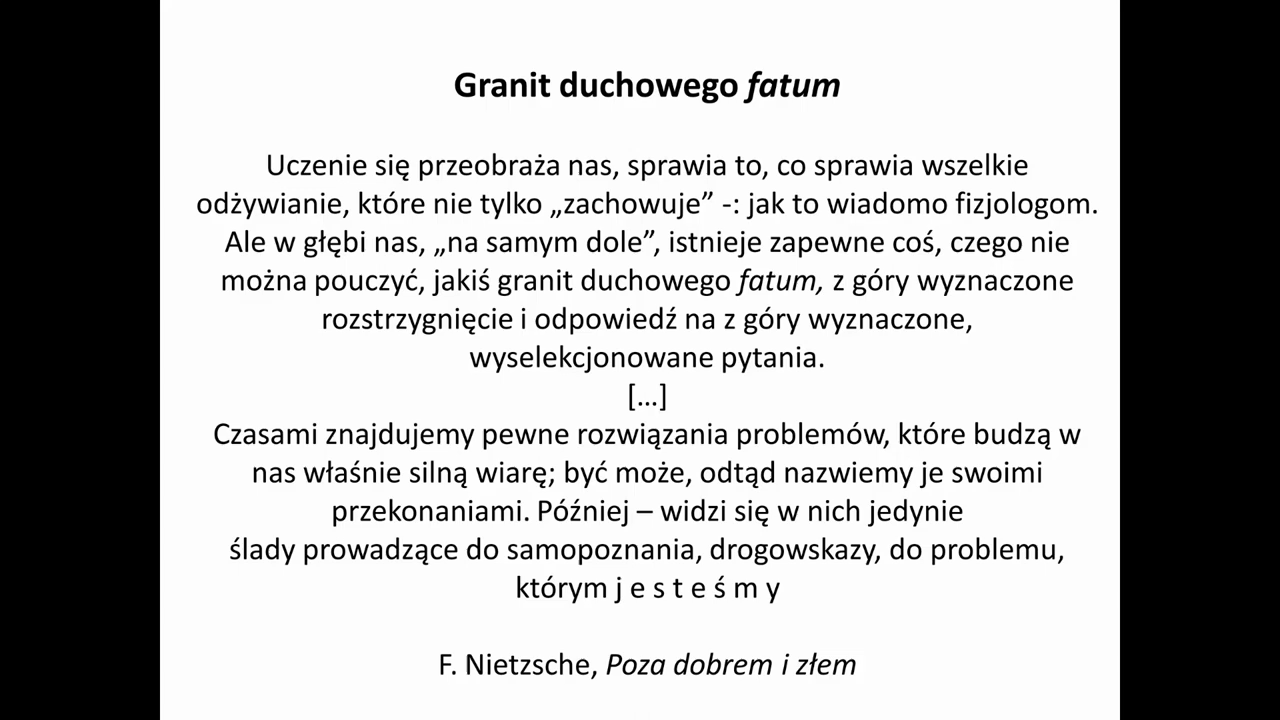 Granit duchowego fatum
Uczenie się przeobraża nas, sprawia to, co sprawia wszelkie
odżywianie, które nie tylko „zachowuje” -: jak to wiadomo fizjologom.
Ale w głębi nas, „na samym dole”, istnieje zapewne coś, czego nie
można pouczyć, jakiś granit duchowego fatum, z góry wyznaczone
rozstrzygnięcie i odpowiedź na z góry wyznaczone,
wyselekcjonowane pytania.
[…]
Czasami znajdujemy pewne rozwiązania problemów, które budzą w
nas właśnie silną wiarę; być może, odtąd nazwiemy je swoimi
przekonaniami. Później – widzi się w nich jedynie
ślady prowadzące do samopoznania, drogowskazy, do problemu,
którym j e s t e ś m y
F. Nietzsche, Poza dobrem i złem